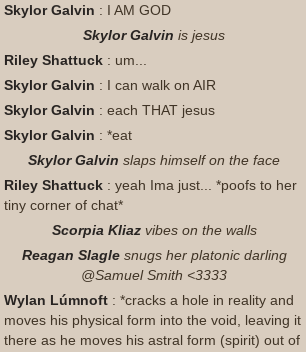 Skylor Galvin : I AM GOD
Skylor Galvin is jesus
Riley Shattuck : um...
Skylor Galvin : I can walk on AIR
Skylor Galvin : each THAT jesus
Skylor Galvin : *eat
Skylor Galvin slaps himself on the face
Riley Shattuck : yeah Ima just... *poofs to her
tiny corner of chat*
Scorpia Kliaz vibes on the walls
Reagan Slagle snugs her platonic darling
@Samuel Smith <3333
Wylan Lúmnoft : *cracks a hole in reality and
moves his physical form into the void, leaving it
there as he moves his astral form (spirit) out of